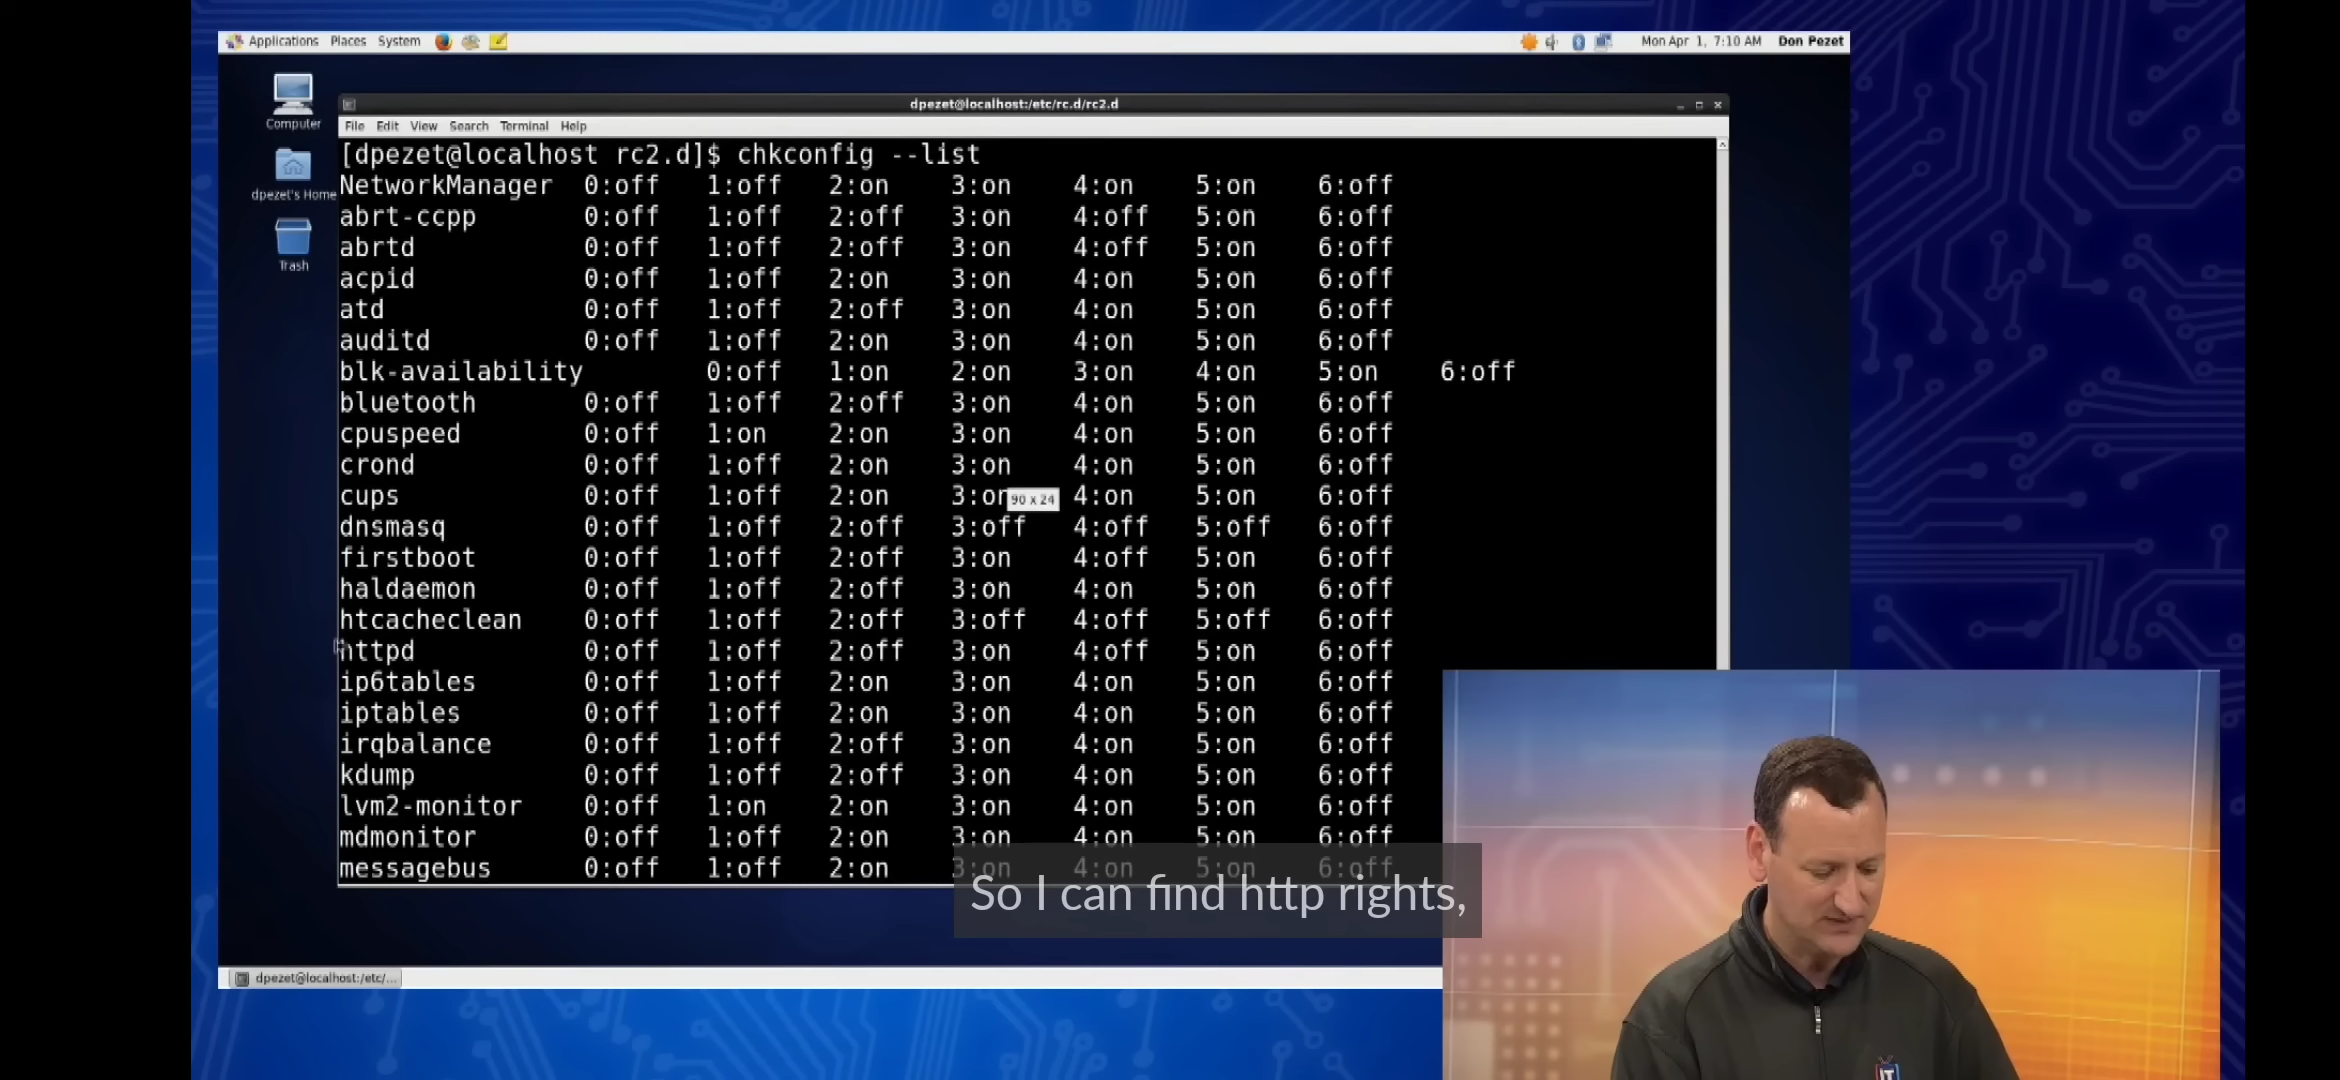 Applications Places System Mon Apr 1, 7:10 AM Don Pezet
Computer
dpezet's Home
Trash
dpezet@localhost:/etc/rc.d/rc2.d
File Edit View Search Terminal Help
[dpezet@localhost rc2.d]$ chkconfig --list
NetworkManager 0:off 1:off 2:on 3:on 4:on 5:on 6:off
abrt-ccpp 0:off 1:off 2:off 3:on 4:off 5:on 6:off
abrtd 0:off 1:off 2:off 3:on 4:off 5:on 6:off
acpid 0:off 1:off 2:on 3:on 4:on 5:on 6:off
atd 0:off 1:off 2:off 3:on 4:on 5:on 6:off
auditd 0:off 1:off 2:on 3:on 4:on 5:on 6:off
blk-availability 0:off 1:on 2:on 3:on 4:on 5:on 6:off
bluetooth 0:off 1:off 2:off 3:on 4:on 5:on 6:off
cpuspeed 0:off 1:on 2:on 3:on 4:on 5:on 6:off
crond 0:off 1:off 2:on 3:on 4:on 5:on 6:off
cups 0:off 1:off 2:on 3:on 4:on 5:on 6:off
90 x 24
dnsmasq 0:off 1:off 2:off 3:off 4:off 5:off 6:off
firstboot 0:off 1:off 2:off 3:on 4:off 5:on 6:off
haldaemon 0:off 1:off 2:off 3:on 4:on 5:on 6:off
htcacheclean 0:off 1:off 2:off 3:off 4:off 5:off 6:off
httpd 0:off 1:off 2:off 3:on 4:off 5:on 6:off
ip6tables 0:off 1:off 2:on 3:on 4:on 5:on 6:off
iptables 0:off 1:off 2:on 3:on 4:on 5:on 6:off
irqbalance 0:off 1:off 2:off 3:on 4:on 5:on 6:off
kdump 0:off 1:off 2:off 3:on 4:on 5:on 6:off
lvm2-monitor 0:off 1:on 2:on 3:on 4:on 5:on 6:off
mdmonitor 0:off 1:off 2:on 3:on 4:on 5:on 6:off
messagebus 0:off 1:off 2:on 3:on 4:on 5:on 6:off
So I can find http rights,
dpezet@localhost:/etc/...
IT